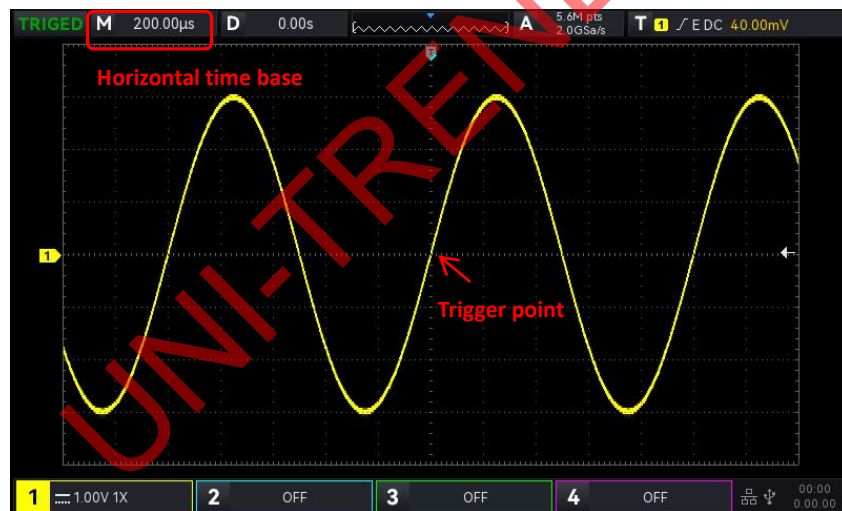 TRIGED M 200.00µs D 0.00s A 5.6M pts T 1 E DC 40.00mV
2.0GSa/s
Horizontal time base
1
Trigger point
UNI-TREN
1 1.00V 1X 2 OFF 3 OFF 4 OFF 00:00
0.00.00